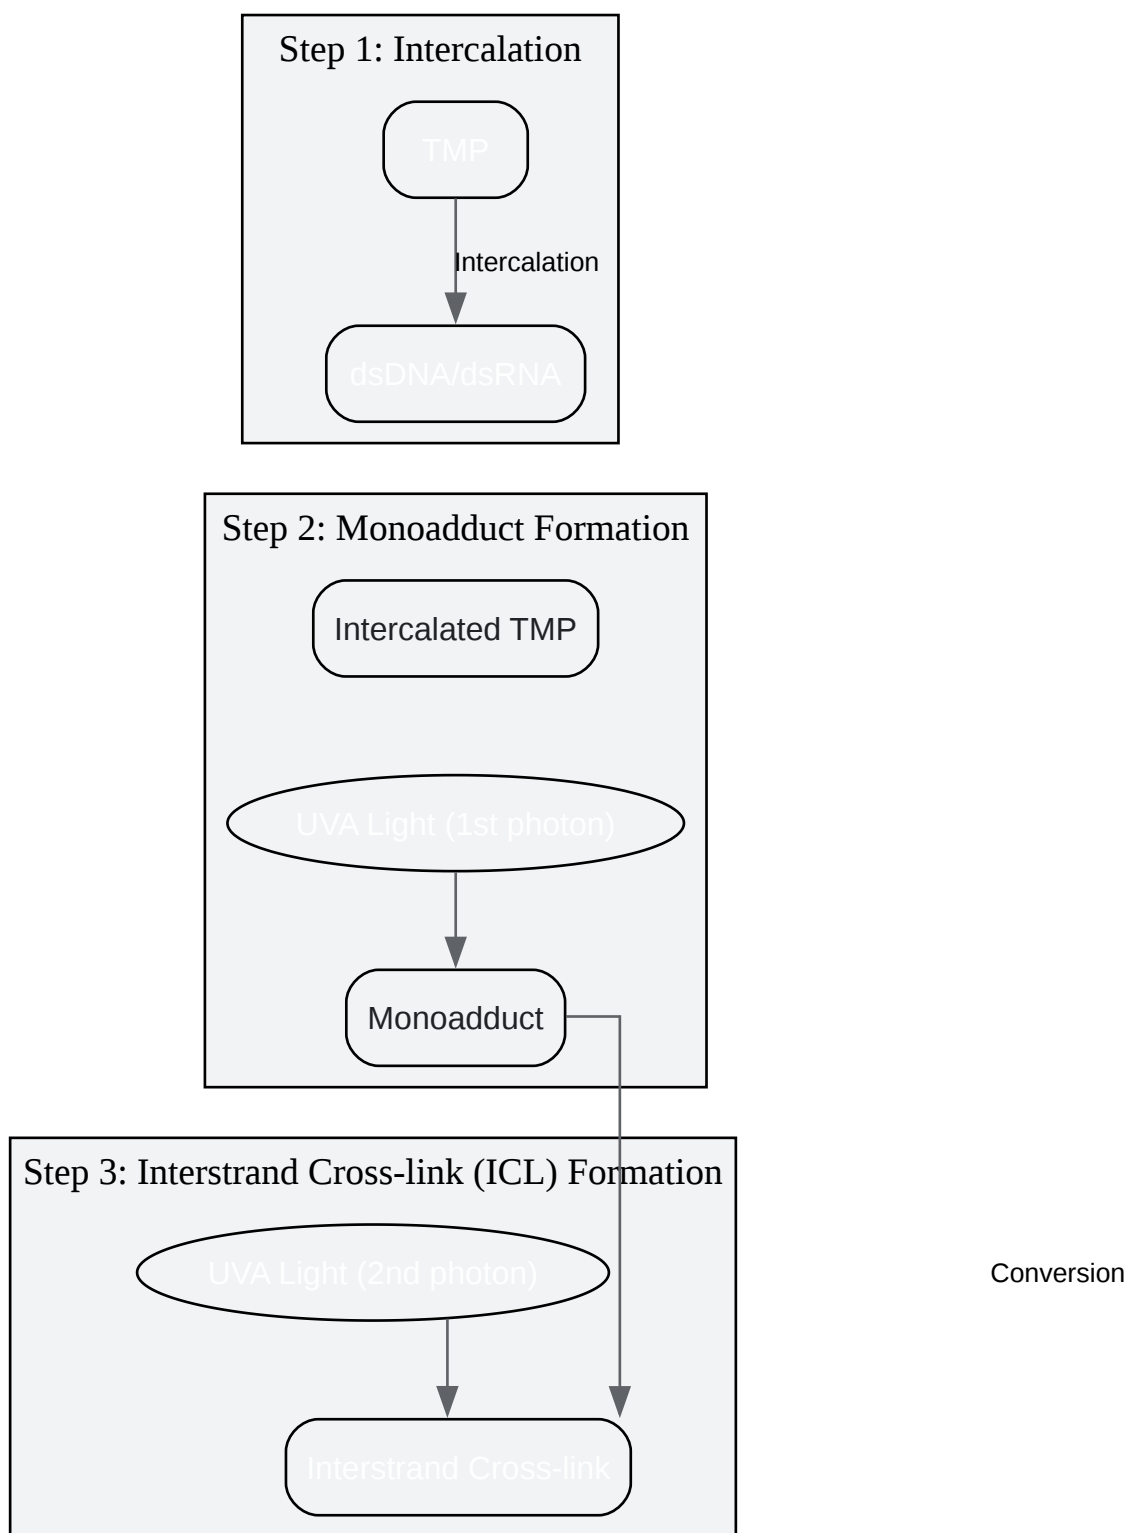 Step 1: Intercalation
TMP
Intercalation
dsDNA/dsRNA
Step 2: Monoadduct Formation
Intercalated TMP
UVA Light (1st photon)
Monoadduct
Step 3: Interstrand Cross-link (ICL) Formation
UVA Light (2nd photon)
Conversion
Interstrand Cross-link